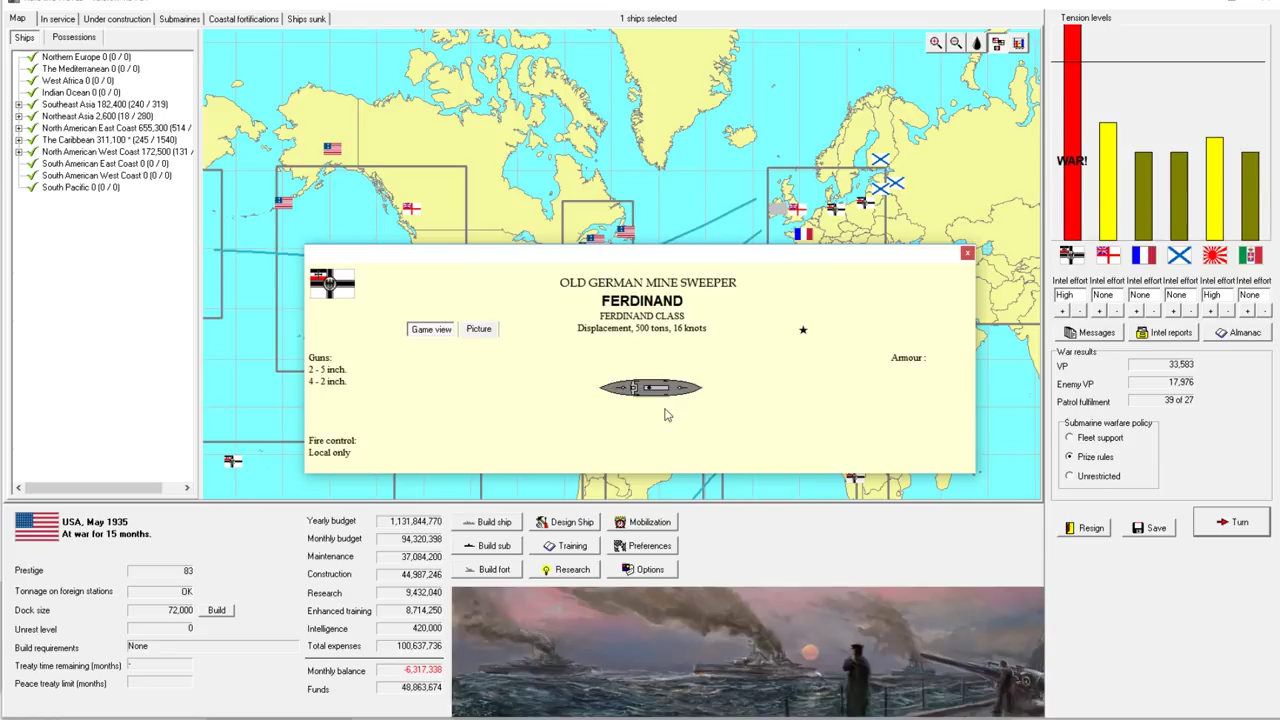 Map
In service
Under construction
Submarines
Coastal fortifications
Ships sunk
1 ships selected
Ships
Possessions
Northern Europe 0 (0 / 0)
The Mediterranean 0 (0 / 0)
West Africa 0 (0 / 0)
Indian Ocean 0 (0 / 0)
Southeast Asia 182,400 (240 / 319)
Northeast Asia 2,600 (18 / 280)
North American East Coast 655,300 (514 /
The Caribbean 311,100 * (245 / 1540)
North American West Coast 172,500 (131 /
South American East Coast 0 (0 / 0)
South American West Coast 0 (0 / 0)
South Pacific 0 (0 / 0)
OLD GERMAN MINE SWEEPER
FERDINAND
FERDINAND CLASS
Displacement, 500 tons, 16 knots
Game view
Picture
Guns:
2 - 5 inch.
4 - 2 inch.
Armour :
Fire control:
Local only
Tension levels
WAR!
Intel effort Intel effort Intel effort Intel effort Intel effort Intel effort
High None None None High None
+ - + - + - + - + - + -
Messages
Intel reports
Almanac
War results
VP 33,583
Enemy VP 17,976
Patrol fulfilment 39 of 27
Submarine warfare policy
Fleet support
Prize rules
Unrestricted
Resign
Save
Turn
USA, May 1935
At war for 15 months.
Prestige 83
Tonnage on foreign stations OK
Dock size 72,000 Build
Unrest level 0
Build requirements None
Treaty time remaining (months) -
Peace treaty limit (months)
Yearly budget 1,131,844,770
Monthly budget 94,320,398
Maintenance 37,084,200
Construction 44,987,246
Research 9,432,040
Enhanced training 8,714,250
Intelligence 420,000
Total expenses 100,637,736
Monthly balance -6,317,338
Funds 48,863,674
Build ship
Design Ship
Mobilization
Build sub
Training
Preferences
Build fort
Research
Options